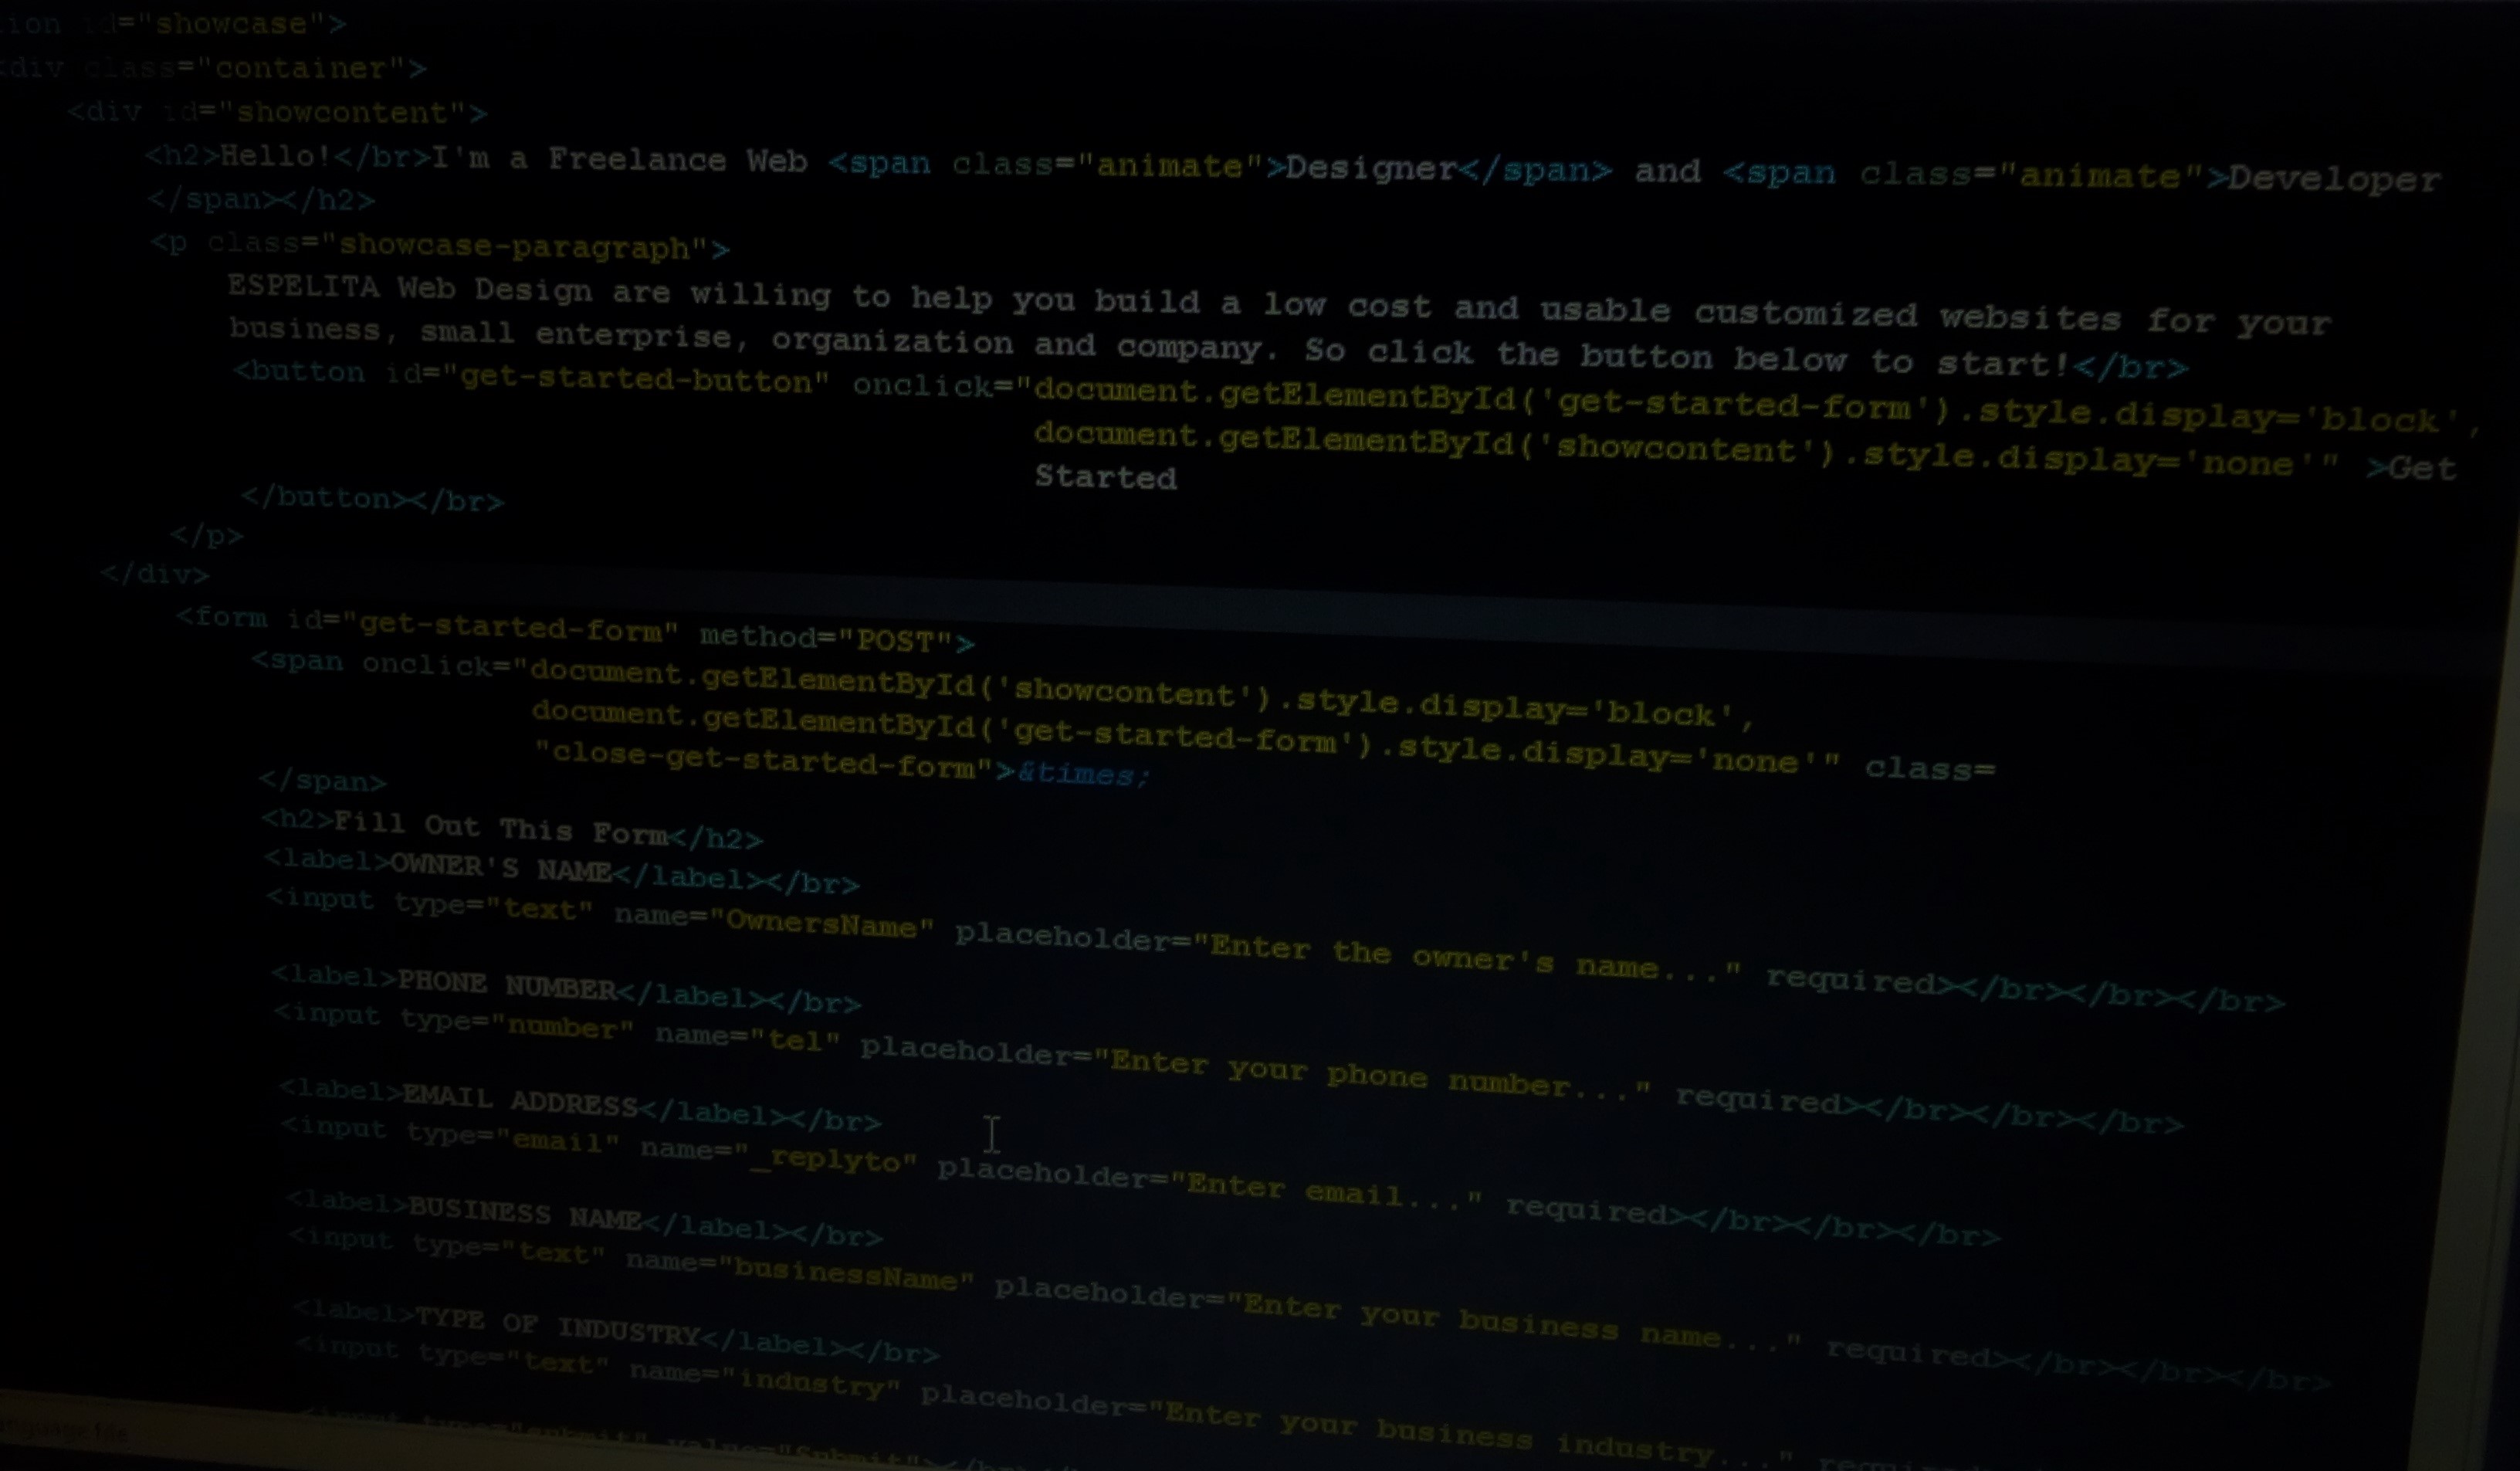 tion id="showcase">
<div class="container">
<div id="showcontent">
<h2>Hello!</br>I'm a Freelance Web <span class="animate">Designer</span> and <span class="animate">Developer
</span></h2>
<p class="showcase-paragraph">
ESPELITA Web Design are willing to help you build a low cost and usable customized websites for your
business, small enterprise, organization and company. So click the button below to start!</br>
<button id="get-started-button" onclick="document.getElementById('get-started-form').style.display='block',
document.getElementById('showcontent').style.display='none'" >Get
Started
</button></br>
</p>
</div>
<form id="get-started-form" method="POST">
<span onclick="document.getElementById('showcontent').style.display='block',
document.getElementById('get-started-form').style.display='none'" class=
"close-get-started-form">&times;
</span>
<h2>Fill Out This Form</h2>
<label>OWNER'S NAME</label></br>
<input type="text" name="OwnersName" placeholder="Enter the owner's name..." required></br></br></br>
<label>PHONE NUMBER</label></br>
<input type="number" name="tel" placeholder="Enter your phone number..." required></br></br></br>
<label>EMAIL ADDRESS</label></br>
<input type="email" name="_replyto" placeholder="Enter email..." required></br></br></br>
<label>BUSINESS NAME</label></br>
<input type="text" name="businessName" placeholder="Enter your business name..." required></br></br></br>
<label>TYPE OF INDUSTRY</label></br>
<input type="text" name="industry" placeholder="Enter your business industry..."
<input type="submit" value="Submit"></br>